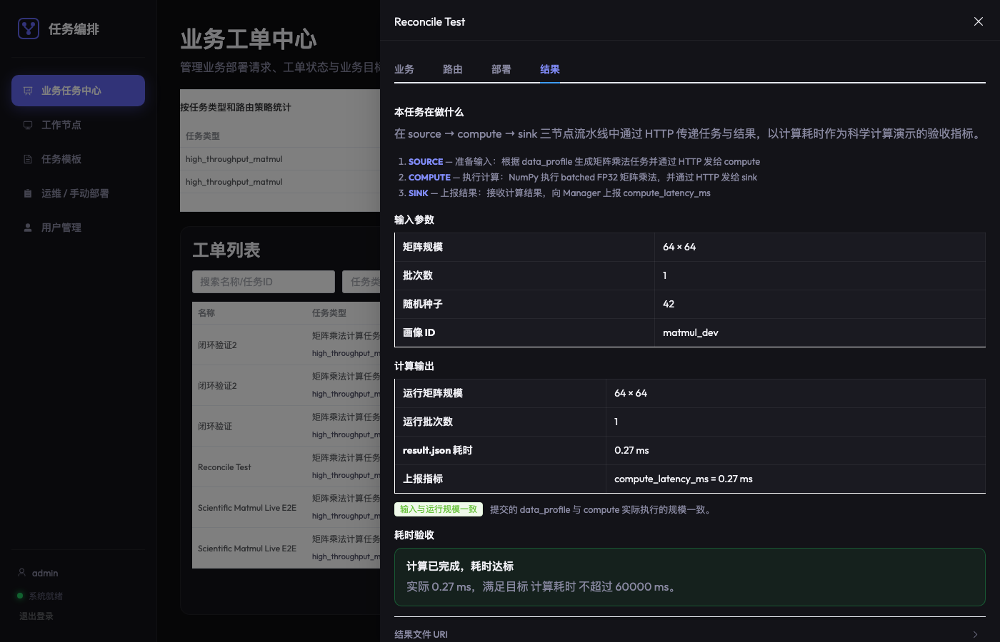 任务编排
业务任务中心
工作节点
任务模板
运维 / 手动部署
用户管理
admin
系统就绪
退出登录
业务工单中心
管理业务部署请求、工单状态与业务目标
按任务类型和路由策略统计
任务类型
high_throughput_matmul
high_throughput_matmul
工单列表
搜索名称/任务ID
任务类
名称 任务类型
闭环验证2 矩阵乘法计算任务
high_throughput_m
闭环验证2 矩阵乘法计算任务
high_throughput_m
闭环验证 矩阵乘法计算任务
high_throughput_m
Reconcile Test 矩阵乘法计算任务
high_throughput_m
Scientific Matmul Live E2E 矩阵乘法计算任务
high_throughput_m
Scientific Matmul Live E2E 矩阵乘法计算任务
high_throughput_m
Reconcile Test
业务 路由 部署 结果
本任务在做什么
在 source → compute → sink 三节点流水线中通过 HTTP 传递任务与结果，以计算耗时作为科学计算演示的验收指标。
1. SOURCE — 准备输入：根据 data_profile 生成矩阵乘法任务并通过 HTTP 发给 compute
2. COMPUTE — 执行计算：NumPy 执行 batched FP32 矩阵乘法，并通过 HTTP 发给 sink
3. SINK — 上报结果：接收计算结果，向 Manager 上报 compute_latency_ms
输入参数
矩阵规模 64 × 64
批次数 1
随机种子 42
画像 ID matmul_dev
计算输出
运行矩阵规模 64 × 64
运行批次数 1
result.json 耗时 0.27 ms
上报指标 compute_latency_ms = 0.27 ms
输入与运行规模一致 提交的 data_profile 与 compute 实际执行的规模一致。
耗时验收
计算已完成，耗时达标
实际 0.27 ms，满足目标 计算耗时 不超过 60000 ms。
结果文件 URI